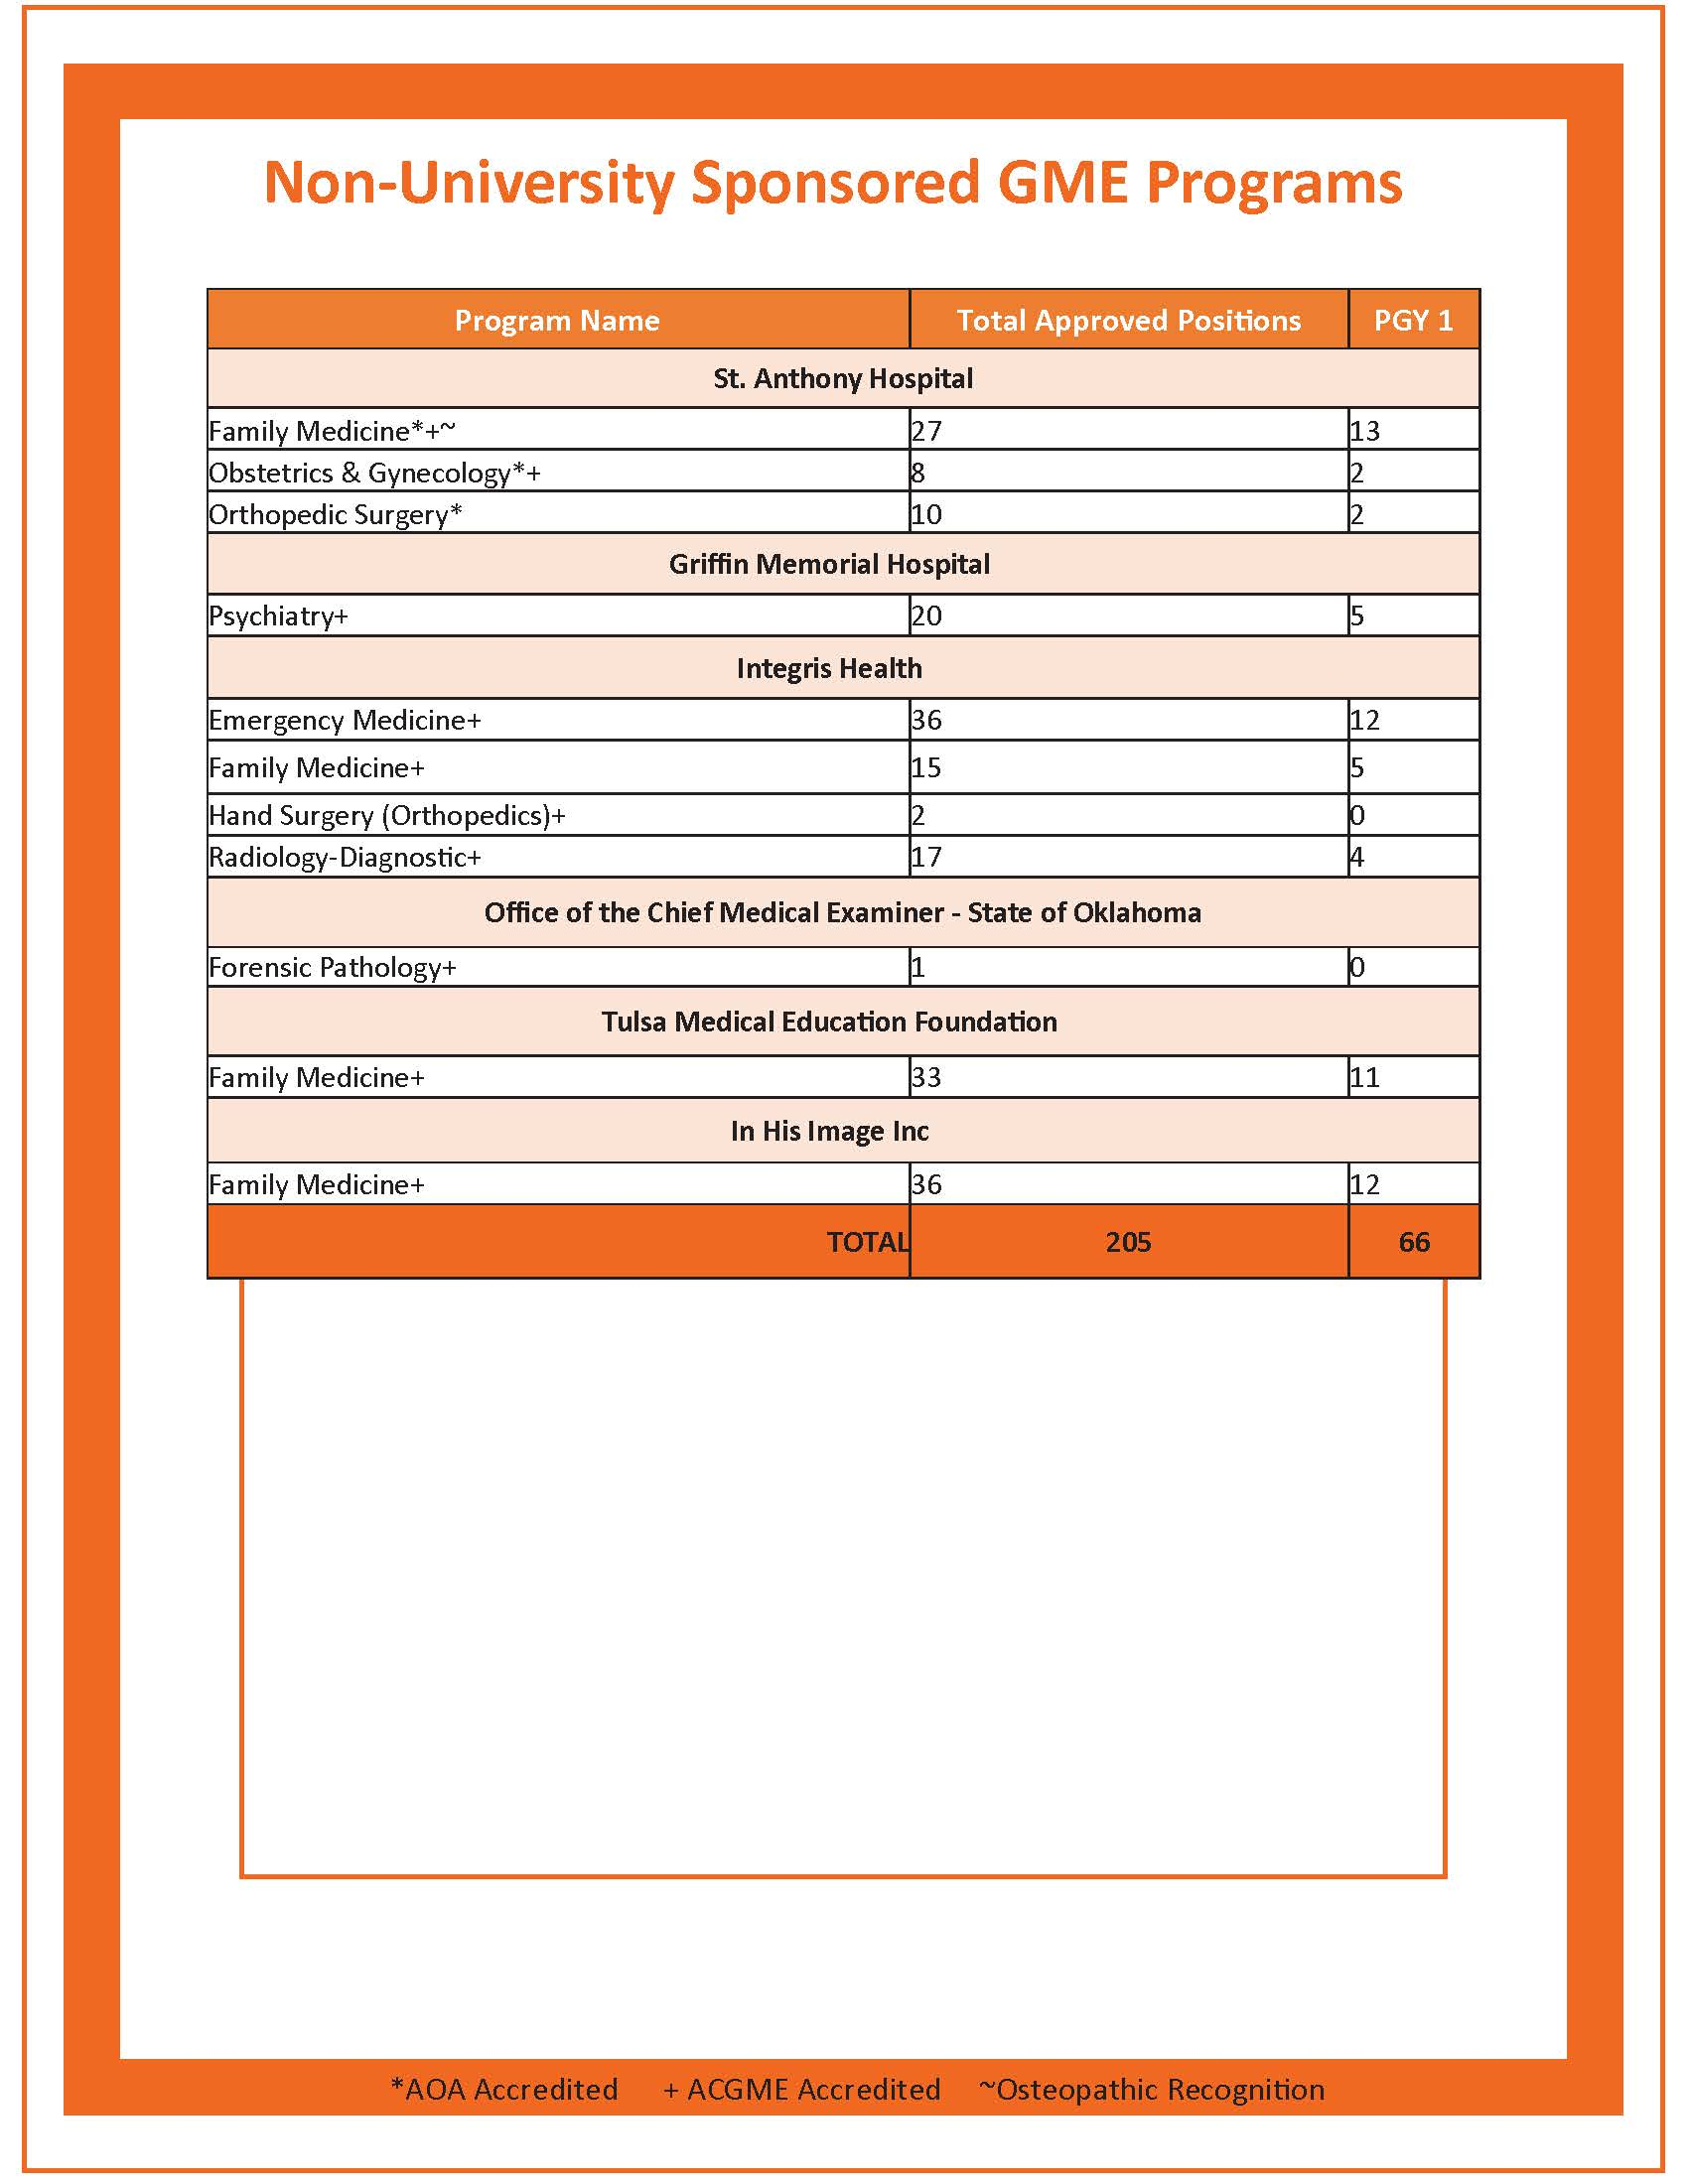 Non-University Sponsored GME Programs
Program Name Total Approved Positions PGY 1
St. Anthony Hospital
Family Medicine*+~ 27 13
Obstetrics & Gynecology*+ 8 2
Orthopedic Surgery* 10 2
Griffin Memorial Hospital
Psychiatry+ 20 5
Integris Health
Emergency Medicine+ 36 12
Family Medicine+ 15 5
Hand Surgery (Orthopedics)+ 2 0
Radiology-Diagnostic+ 17 4
Office of the Chief Medical Examiner - State of Oklahoma
Forensic Pathology+ 1 0
Tulsa Medical Education Foundation
Family Medicine+ 33 11
In His Image Inc
Family Medicine+ 36 12
TOTAL 205 66
*AOA Accredited + ACGME Accredited ~Osteopathic Recognition